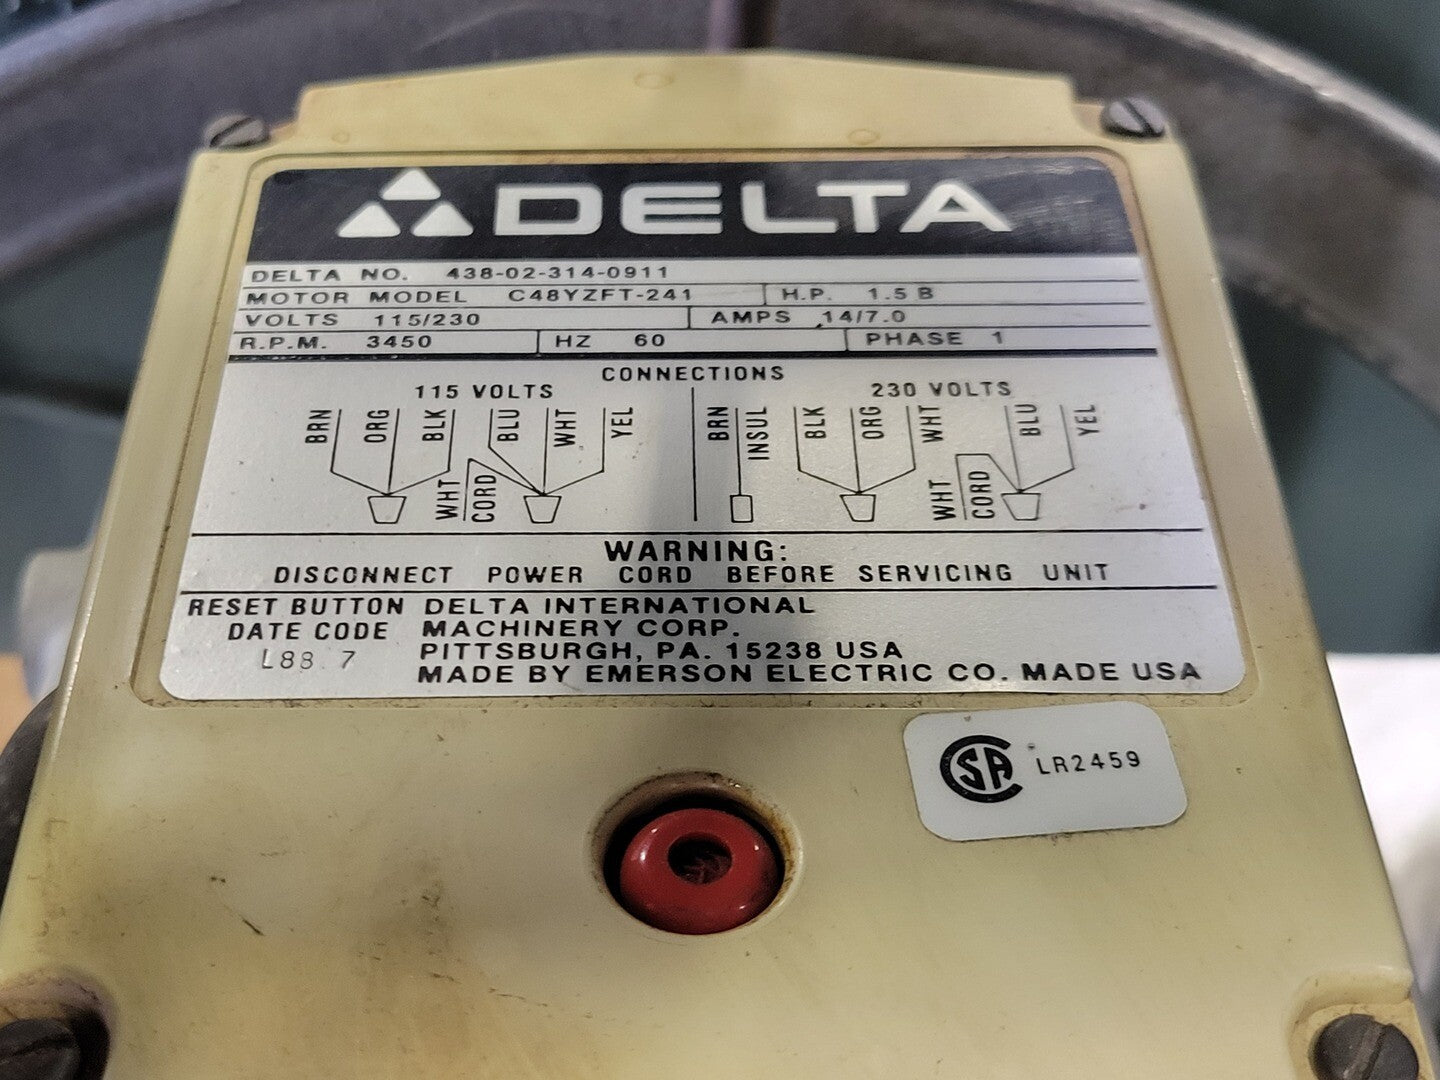 DELTA
DELTA NO. 438-02-314-0911
MOTOR MODEL C48YZFT-241 H.P. 1.5 B
VOLTS 115/230 AMPS 14/7.0
R.P.M. 3450 HZ 60 PHASE 1
CONNECTIONS
115 VOLTS 230 VOLTS
BRN ORG BLK BLU WHT YEL BRN INSUL BLK ORG WHT BLU YEL
WHT CORD WHT CORD
WARNING:
DISCONNECT POWER CORD BEFORE SERVICING UNIT
RESET BUTTON DELTA INTERNATIONAL
DATE CODE MACHINERY CORP.
L88 7 PITTSBURGH, PA. 15238 USA
MADE BY EMERSON ELECTRIC CO. MADE USA
CSA LR2459